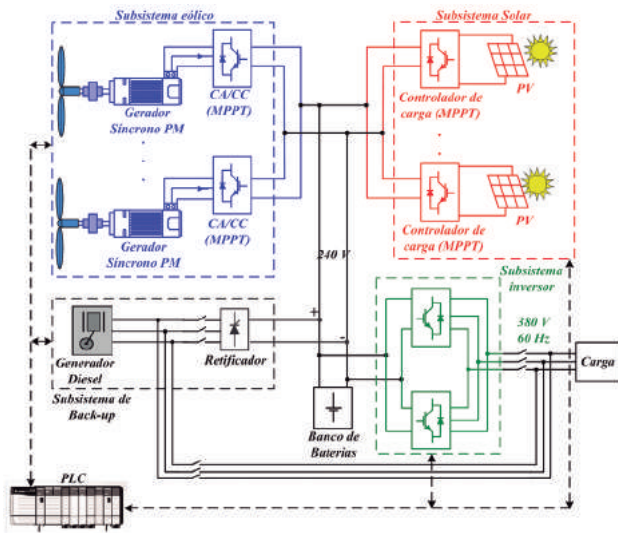 Subsistema eólico
Gerador
Síncrono PM
CA/CC
(MPPT)
Gerador
Síncrono PM
CA/CC
(MPPT)
Subsistema Solar
Controlador de
carga (MPPT)
PV
Controlador de
carga (MPPT)
PV
240 V
+
-
Generador
Diesel
Retificador
Subsistema de
Back-up
Banco de
Baterias
Subsistema
inversor
380 V
60 Hz
Carga
PLC